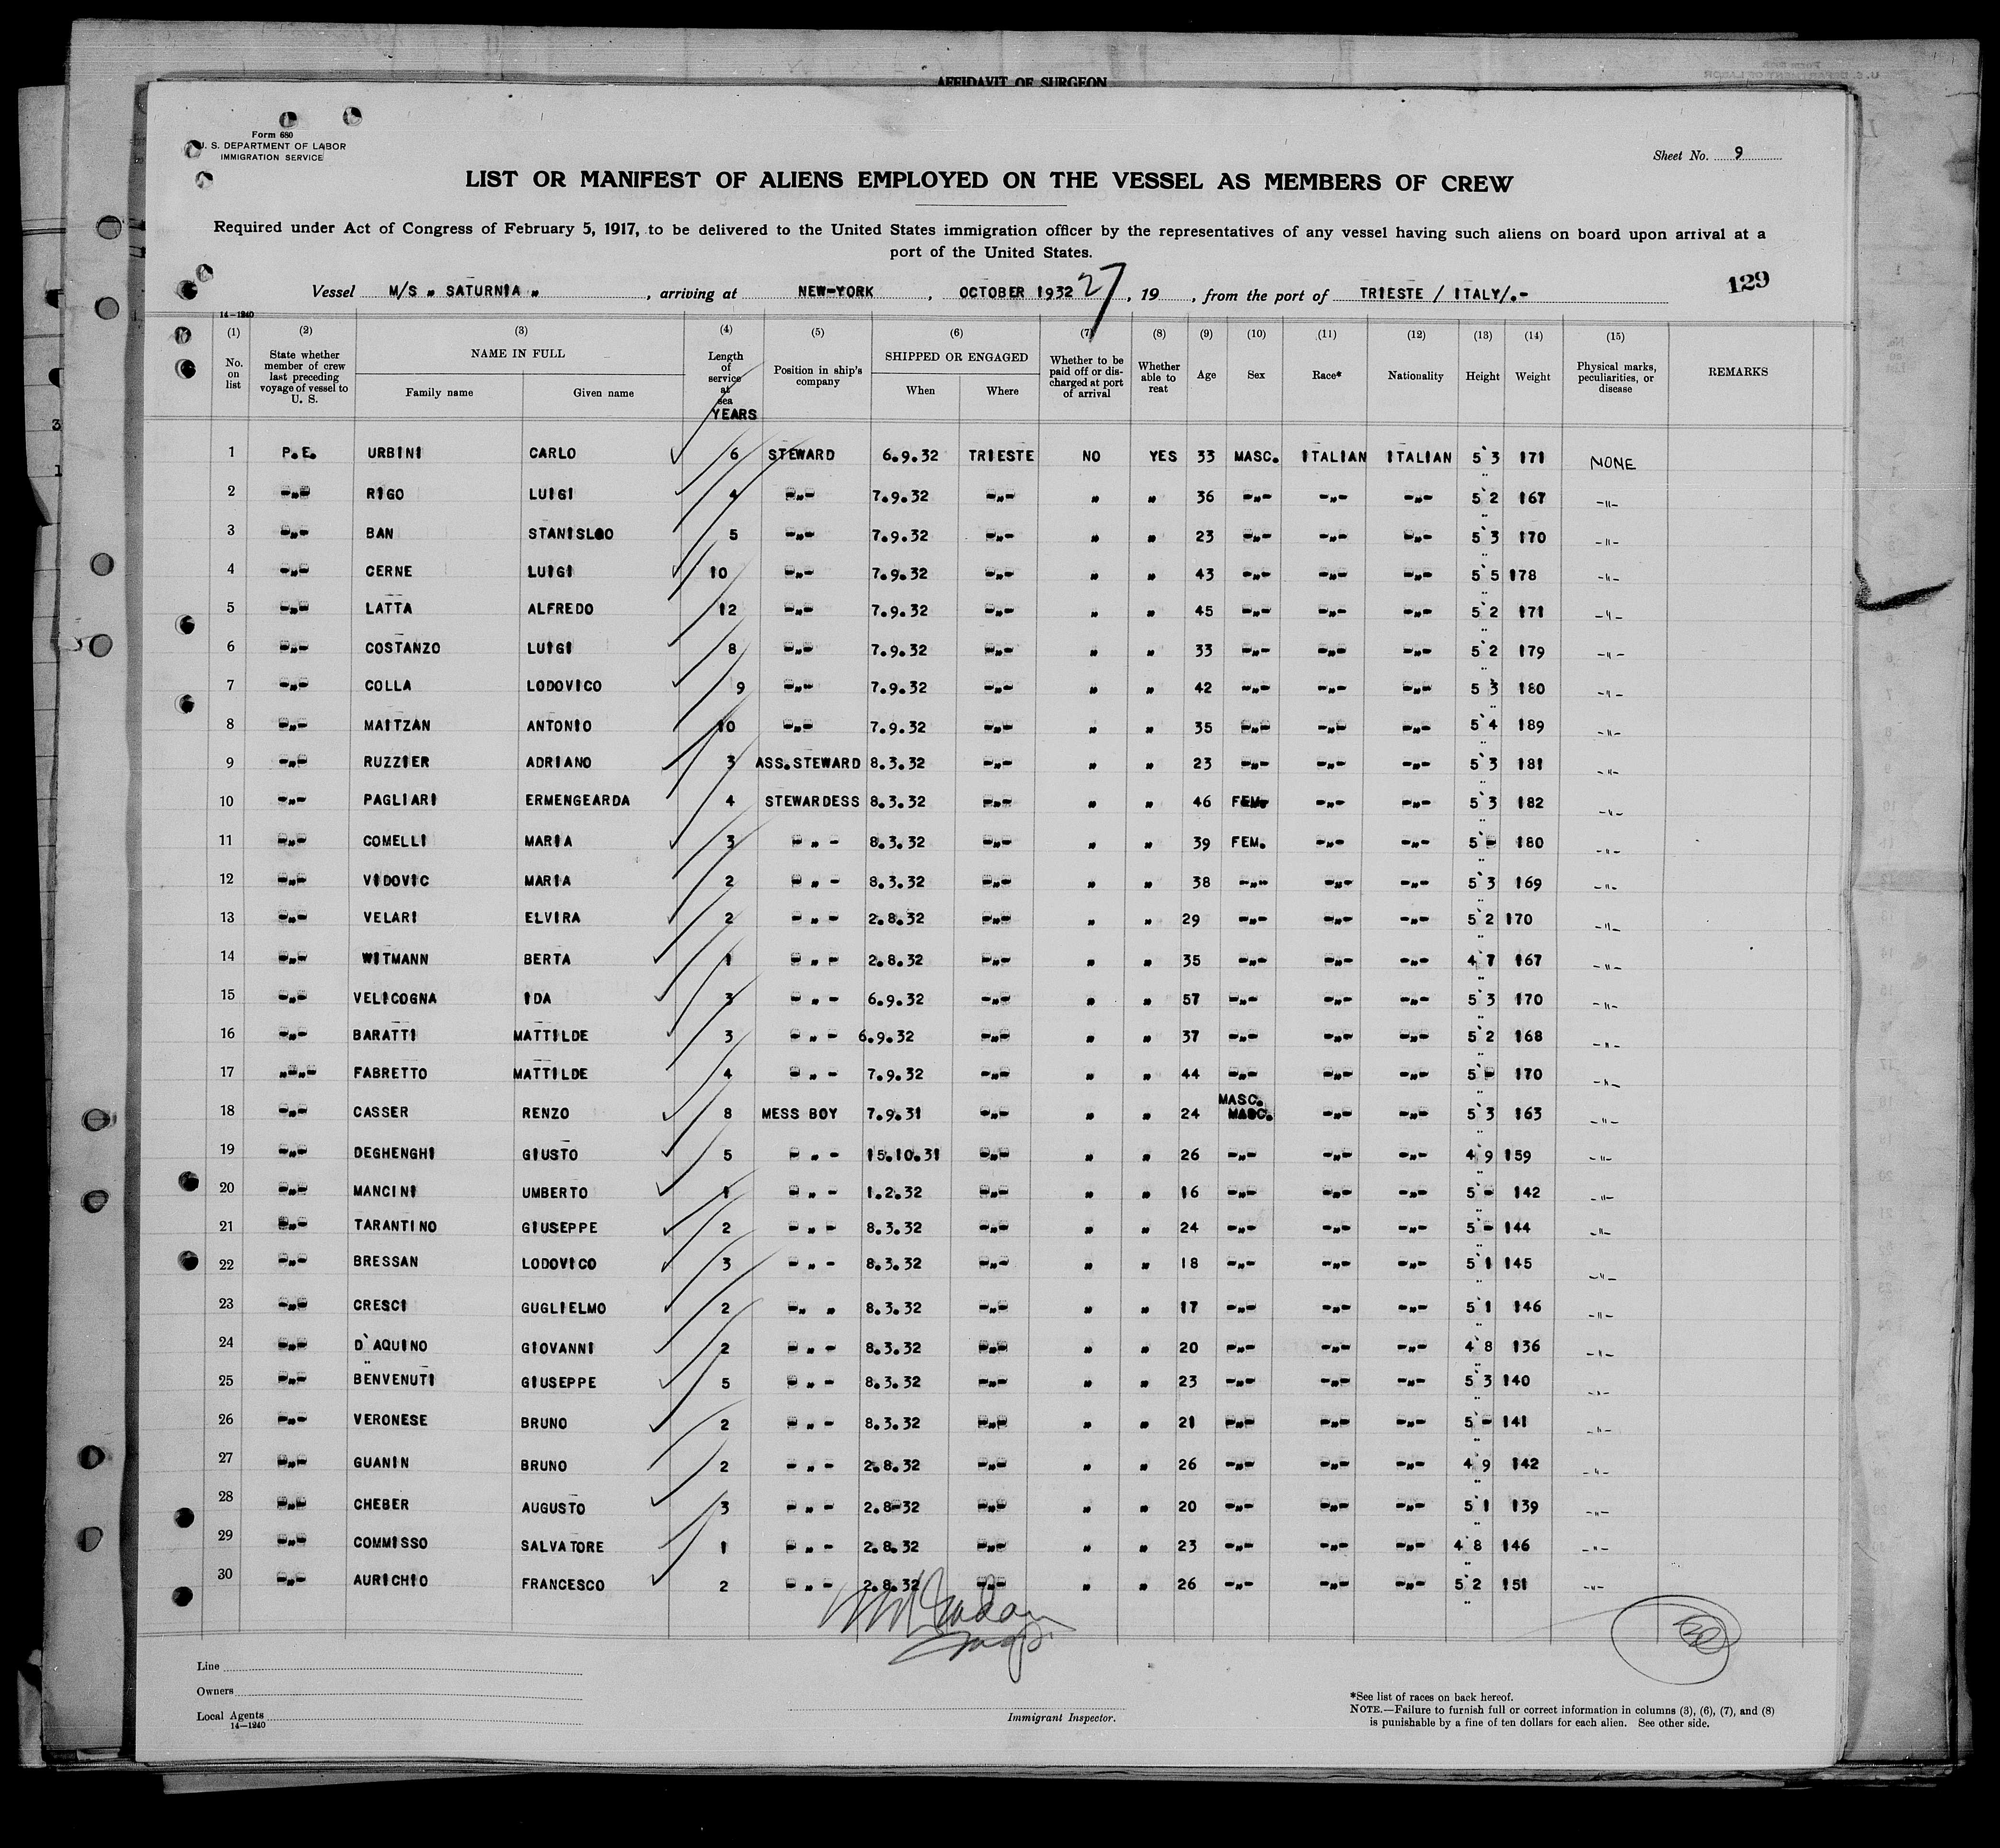 AFFIDAVIT OF SURGEON
Form 680
U. S. DEPARTMENT OF LABOR
IMMIGRATION SERVICE
Sheet No. 9
LIST OR MANIFEST OF ALIENS EMPLOYED ON THE VESSEL AS MEMBERS OF CREW
Required under Act of Congress of February 5, 1917, to be delivered to the United States immigration officer by the representatives of any vessel having such aliens on board upon arrival at a
port of the United States.
129
Vessel M/S " SATURNIA " , arriving at NEW-YORK , OCTOBER 1932 27 , 19 , from the port of TRIESTE / ITALY/.-
14-1240
(1) (2) (3) (4) (5) (6) (7) (8) (9) (10) (11) (12) (13) (14) (15)
No. on list State whether member of crew last preceding voyage of vessel to U. S. NAME IN FULL Family name Given name Length of service at sea YEARS Position in ship's company SHIPPED OR ENGAGED When Where Whether to be paid off or discharged at port of arrival Whether able to reat Age Sex Race* Nationality Height Weight Physical marks, peculiarities, or disease REMARKS
1 P.E. URBINI CARLO 6 STEWARD 6.9.32 TRIESTE NO YES 33 MASC. ITALIAN ITALIAN 5`3 171 NONE
2 -"- RIGO LUIGI 4 -"- 7.9.32 -"- " " 36 -"- -"- -"- 5`2 167 -"-
3 -"- BAN STANISLOO 5 -"- 7.9.32 -"- " " 23 -"- -"- -"- 5`3 170 -"-
4 -"- CERNE LUIGI 10 -"- 7.9.32 -"- " " 43 -"- -"- -"- 5`5 178 -"-
5 -"- LATTA ALFREDO 12 -"- 7.9.32 -"- " " 45 -"- -"- -"- 5`2 171 -"-
6 -"- COSTANZO LUIGI 8 -"- 7.9.32 -"- " " 33 -"- -"- -"- 5`2 179 -"-
7 -"- COLLA LODOVICO 9 -"- 7.9.32 -"- " " 42 -"- -"- -"- 5`3 180 -"-
8 -"- MAITZAN ANTONIO 10 -"- 7.9.32 -"- " " 35 -"- -"- -"- 5`4 189 -"-
9 -"- RUZZIER ADRIANO 3 ASS.STEWARD 8.3.32 -"- " " 23 -"- -"- -"- 5`3 181 -"-
10 -"- PAGLIARI ERMENGEARDA 4 STEWARDESS 8.3.32 -"- " " 46 FEM. -"- -"- 5`3 182 -"-
11 -"- COMELLI MARIA 3 - " - 8.3.32 -"- " " 39 FEM. -"- -"- 5`- 180 -"-
12 -"- VIDOVIC MARIA 2 - " - 8.3.32 -"- " " 38 -"- -"- -"- 5`3 169 -"-
13 -"- VELARI ELVIRA 2 - " - 2.8.32 -"- " " 29 -"- -"- -"- 5`2 170 -"-
14 -"- WITMANN BERTA 1 - " - 2.8.32 -"- " " 35 -"- -"- -"- 4`7 167 -"-
15 -"- VELICOGNA IDA 3 - " - 6.9.32 -"- " " 57 -"- -"- -"- 5`3 170 -"-
16 -"- BARATTI MATTILDE 3 - " - 6.9.32 -"- " " 37 -"- -"- -"- 5`2 168 -"-
17 "-"- FABRETTO MATTILDE 4 - " - 7.9.32 -"- " " 44 -"- -"- -"- 5`- 170 -"-
18 -"- CASSER RENZO 8 MESS BOY 7.9.31 -"- " " 24 MASC. MASC. -"- -"- 5`3 163 -"-
19 -"- DEGHENGHI GIUSTO 5 - " - 15.10.31 -"- " " 26 -"- -"- -"- 4`9 159 -"-
20 -"- MANCINI UMBERTO 1 - " - 1.2.32 -"- " " 16 -"- -"- -"- 5`- 142 -"-
21 -"- TARANTINO GIUSEPPE 2 - " - 8.3.32 -"- " " 24 -"- -"- -"- 5`- 144 -"-
22 -"- BRESSAN LODOVICO 3 - " - 8.3.32 -"- " " 18 -"- -"- -"- 5`1 145 -"-
23 -"- CRESCI GUGLIELMO 2 -" " 8.3.32 -"- " " 17 -"- -"- -"- 5`1 146 -"-
24 -"- D`AQUINO GIOVANNI 2 - " - 8.3.32 -"- " " 20 -"- -"- -"- 4`8 136 -"-
25 -"- BENVENUTI GIUSEPPE 5 - " - 8.3.32 -"- " " 23 -"- -"- -"- 5`3 140 -"-
26 -"- VERONESE BRUNO 2 - " - 8.3.32 -"- " " 21 -"- -"- -"- 5`- 141 -"-
27 -"- GUANIN BRUNO 2 - " - 2.8.32 -"- " " 26 -"- -"- -"- 4`9 142 -"-
28 -"- CHEBER AUGUSTO 3 - " - 2.8-32 -"- " " 20 -"- -"- -"- 5`1 139 -"-
29 -"- COMMISSO SALVATORE 1 - " - 2.8.32 -"- " " 23 -"- -"- -"- 4`8 146 -"-
30 -"- AURICHIO FRANCESCO 2 - " - 2.8.32 -"- " " 26 -"- -"- -"- 5`2 151 -"-
30
Line
Owners
Local Agents
14-1240
Immigrant Inspector.
*See list of races on back hereof.
NOTE.—Failure to furnish full or correct information in columns (3), (6), (7), and (8)
is punishable by a fine of ten dollars for each alien. See other side.